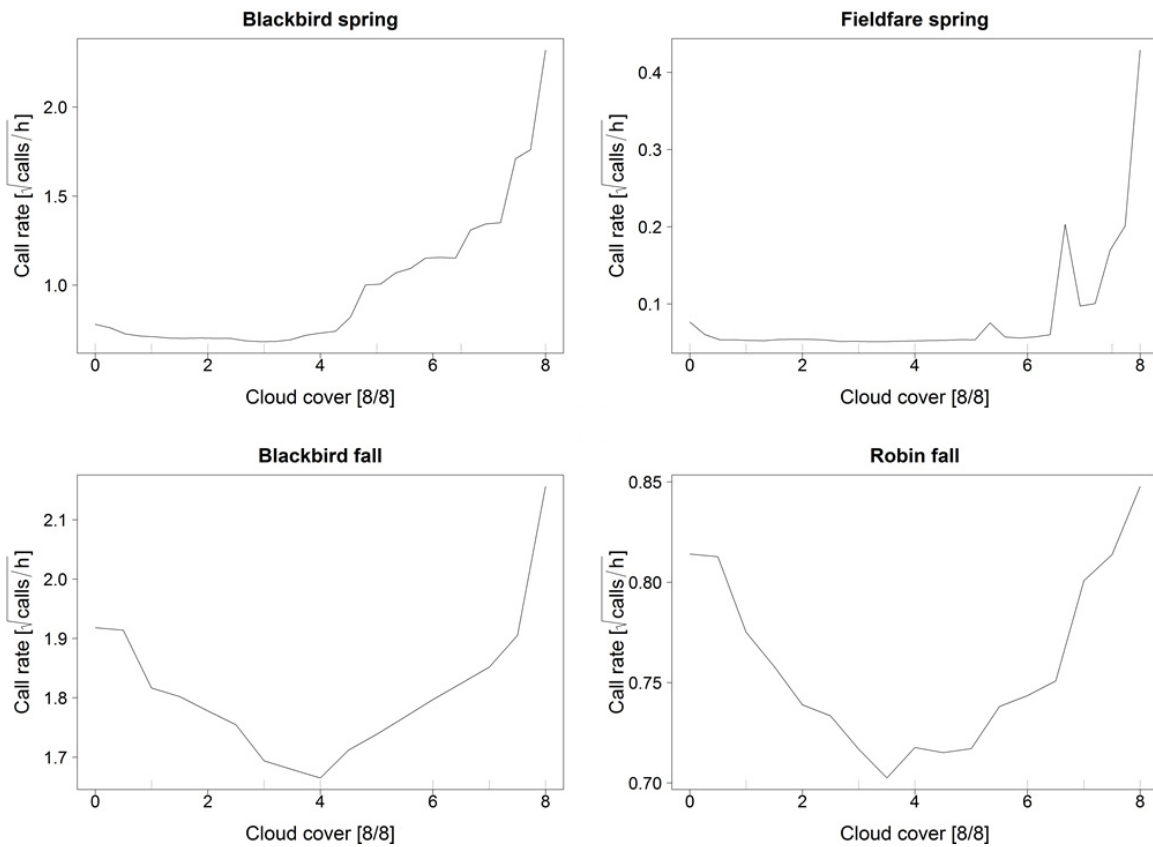 Blackbird spring
Call rate [√calls/h]
2.0
1.5
1.0
0 2 4 6 8
Cloud cover [8/8]
Fieldfare spring
Call rate [√calls/h]
0.4
0.3
0.2
0.1
0 2 4 6 8
Cloud cover [8/8]
Blackbird fall
Call rate [√calls/h]
2.1
2.0
1.9
1.8
1.7
0 2 4 6 8
Cloud cover [8/8]
Robin fall
Call rate [√calls/h]
0.85
0.80
0.75
0.70
0 2 4 6 8
Cloud cover [8/8]